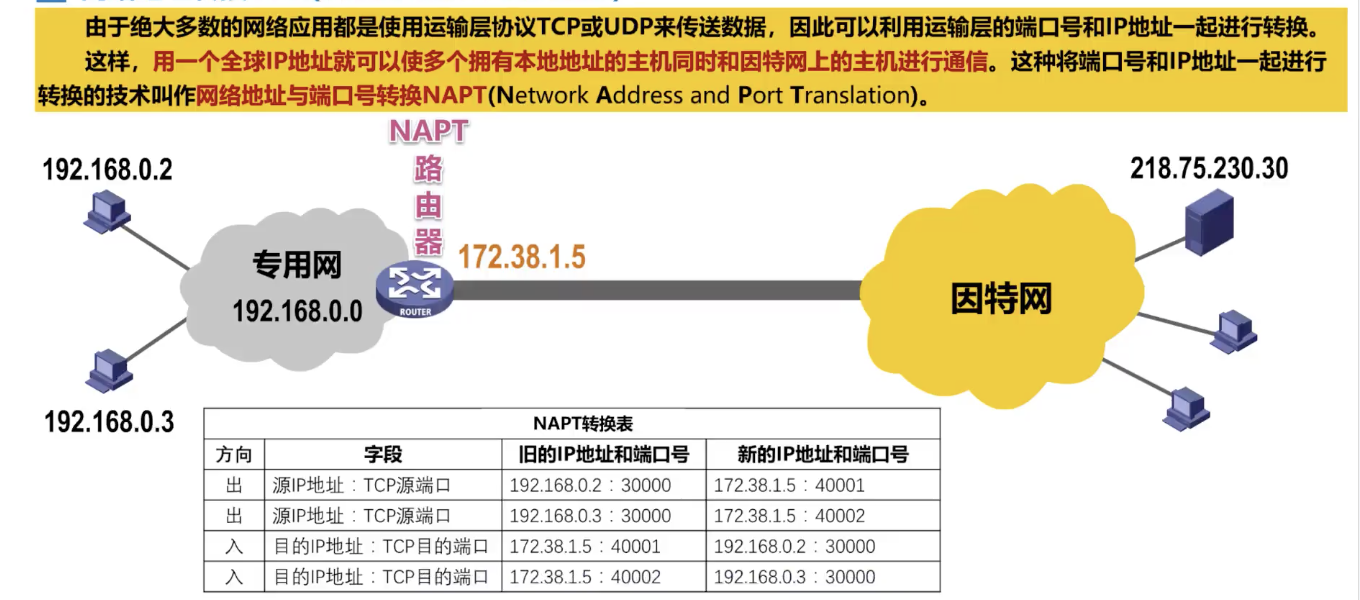 由于绝大多数的网络应用都是使用运输层协议TCP或UDP来传送数据，因此可以利用运输层的端口号和IP地址一起进行转换。
这样，用一个全球IP地址就可以使多个拥有本地地址的主机同时和因特网上的主机进行通信。这种将端口号和IP地址一起进行
转换的技术叫作网络地址与端口号转换NAPT(Network Address and Port Translation)。
NAPT
路
由
器
192.168.0.2
218.75.230.30
172.38.1.5
专用网
192.168.0.0
ROUTER
因特网
192.168.0.3
NAPT转换表
方向 字段 旧的IP地址和端口号 新的IP地址和端口号
出 源IP地址：TCP源端口 192.168.0.2：30000 172.38.1.5：40001
出 源IP地址：TCP源端口 192.168.0.3：30000 172.38.1.5：40002
入 目的IP地址：TCP目的端口 172.38.1.5：40001 192.168.0.2：30000
入 目的IP地址：TCP目的端口 172.38.1.5：40002 192.168.0.3：30000